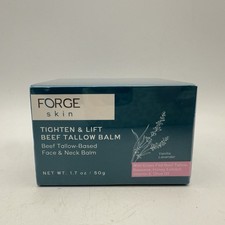 FORGE
skin
TIGHTEN & LIFT
BEEF TALLOW BALM
Beef Tallow-Based
Face & Neck Balm
NET WT. 1.7 oz / 50g